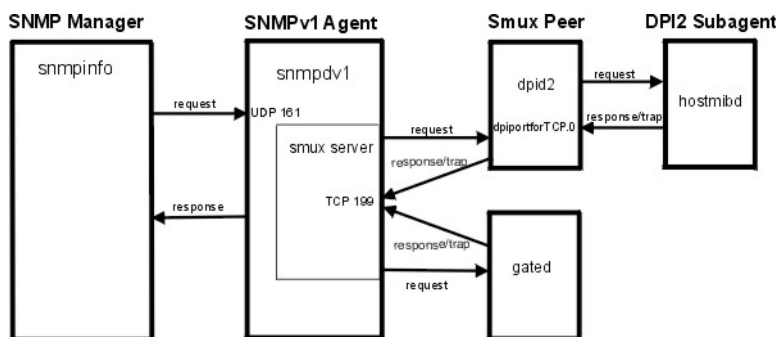 SNMP Manager
SNMPv1 Agent
Smux Peer
DPI2 Subagent
snmpinfo
snmpdv1
dpid2
hostmibd
request
request
request
UDP 161
dpiportforTCP.0
response/trap
smux server
response/trap
TCP 199
response
response/trap
gated
request